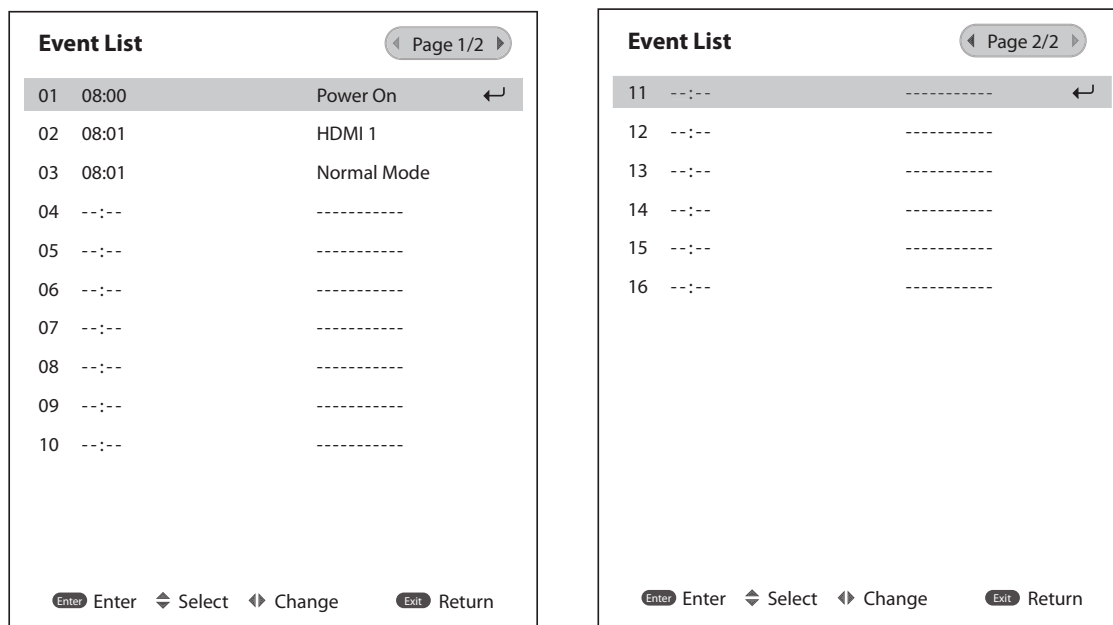 Event List Page 1/2
01 08:00 Power On
02 08:01 HDMI 1
03 08:01 Normal Mode
04 --:-- -----------
05 --:-- -----------
06 --:-- -----------
07 --:-- -----------
08 --:-- -----------
09 --:-- -----------
10 --:-- -----------
Enter Enter Select Change Exit Return
Event List Page 2/2
11 --:-- -----------
12 --:-- -----------
13 --:-- -----------
14 --:-- -----------
15 --:-- -----------
16 --:-- -----------
Enter Enter Select Change Exit Return